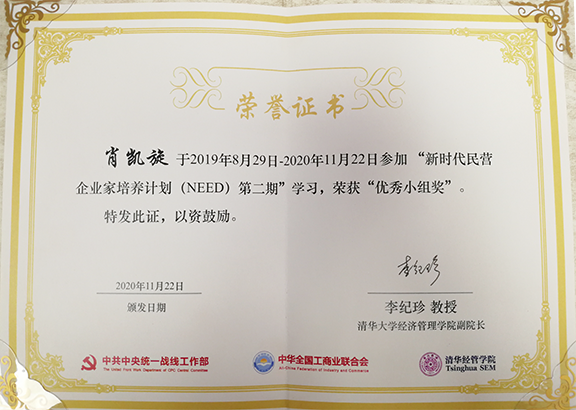 荣誉证书
肖凯旋 于2019年8月29日-2020年11月22日参加 “新时代民营
企业家培养计划（NEED）第二期”学习，荣获“优秀小组奖”。
特发此证，以资鼓励。
李纪珍
2020年11月22日
颁发日期
李纪珍 教授
清华大学经济管理学院副院长
中共中央统一战线工作部
The United Front Work Department of CPC Central Committee
中华全国工商业联合会
All-China Federation of Industry and Commerce
清华经管学院
Tsinghua SEM